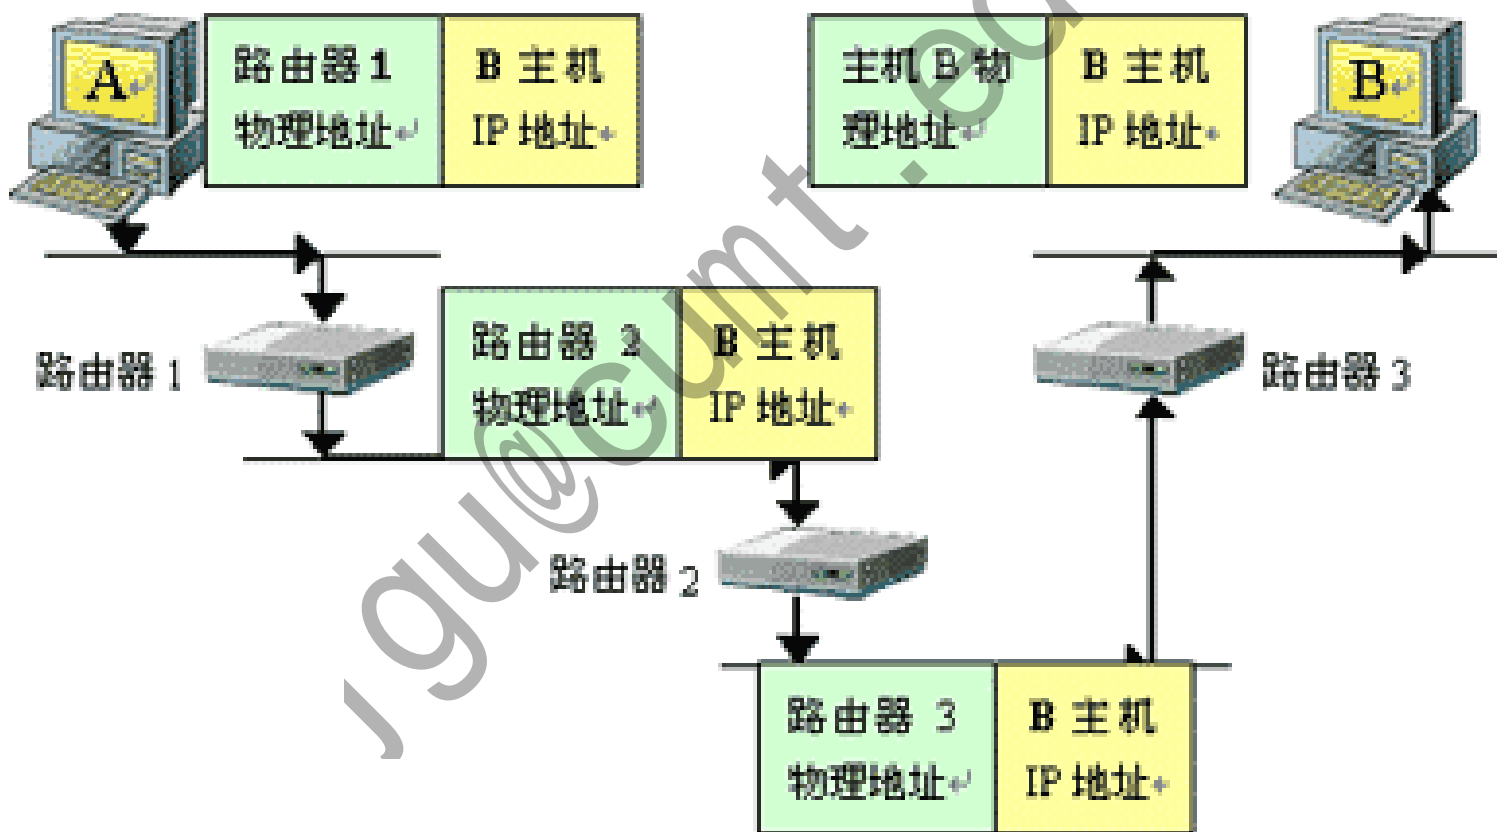 A
路由器 1
物理地址
B 主机
IP 地址
主机 B 物
理地址
B 主机
IP 地址
B
路由器 1
路由器 2
物理地址
B 主机
IP 地址
路由器 3
路由器 2
路由器 3
物理地址
B 主机
IP 地址
gu@cumt.ed